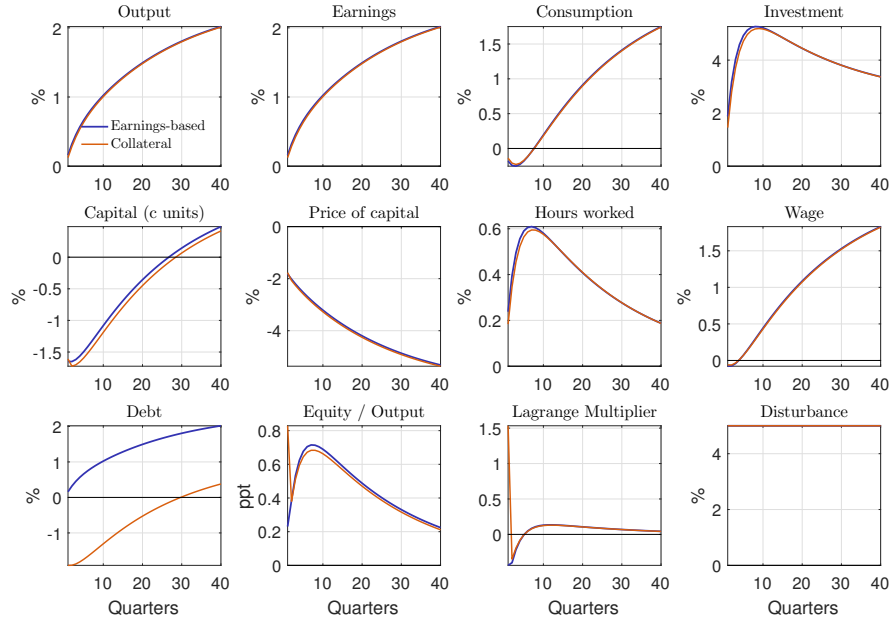 Output
Earnings
Consumption
Investment
%
2
1
0
Earnings-based
Collateral
10 20 30 40
%
2
1
0
10 20 30 40
%
1.5
1
0.5
0
10 20 30 40
%
4
2
0
10 20 30 40
Capital (c units)
Price of capital
Hours worked
Wage
%
0
-0.5
-1
-1.5
10 20 30 40
%
0
-2
-4
10 20 30 40
%
0.6
0.4
0.2
0
10 20 30 40
%
1.5
1
0.5
0
10 20 30 40
Debt
Equity / Output
Lagrange Multiplier
Disturbance
%
2
1
0
-1
10 20 30 40
Quarters
ppt
0.8
0.6
0.4
0.2
0
10 20 30 40
Quarters
1.5
1
0.5
0
10 20 30 40
Quarters
%
4
2
0
10 20 30 40
Quarters